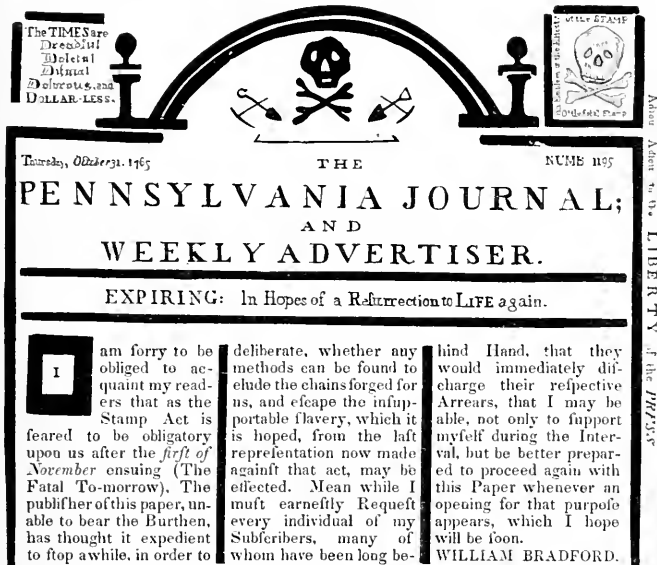 The TIMES are
Dreadful
Doleful
Dismal
Dolorous, and
DOLLAR-LESS.
of the STAMP
Thursday, October 31. 1765
THE
NUMB 1195
PENNSYLVANIA JOURNAL;
AND
WEEKLY ADVERTISER.
EXPIRING: In Hopes of a Resurrection to LIFE again.
I am sorry to be
obliged to ac-
quaint my read-
ers that as the
Stamp Act is
feared to be obligatory
upon us after the first of
November ensuing (The
Fatal To-morrow), The
publisher of this paper, un-
able to bear the Burthen,
has thought it expedient
to stop awhile, in order to
deliberate, whether any
methods can be found to
elude the chains forged for
us, and escape the insup-
portable slavery, which it
is hoped, from the last
representation now made
against that act, may be
effected. Mean while I
must earnestly Request
every individual of my
Subscribers, many of
whom have been long be-
hind Hand, that they
would immediately dis-
charge their respective
Arrears, that I may be
able, not only to support
myself during the Inter-
val, but be better prepar-
ed to proceed again with
this Paper whenever an
opening for that purpose
appears, which I hope
will be soon.
WILLIAM BRADFORD.
Adieu Adieu to the LIBERTY of the PRESS